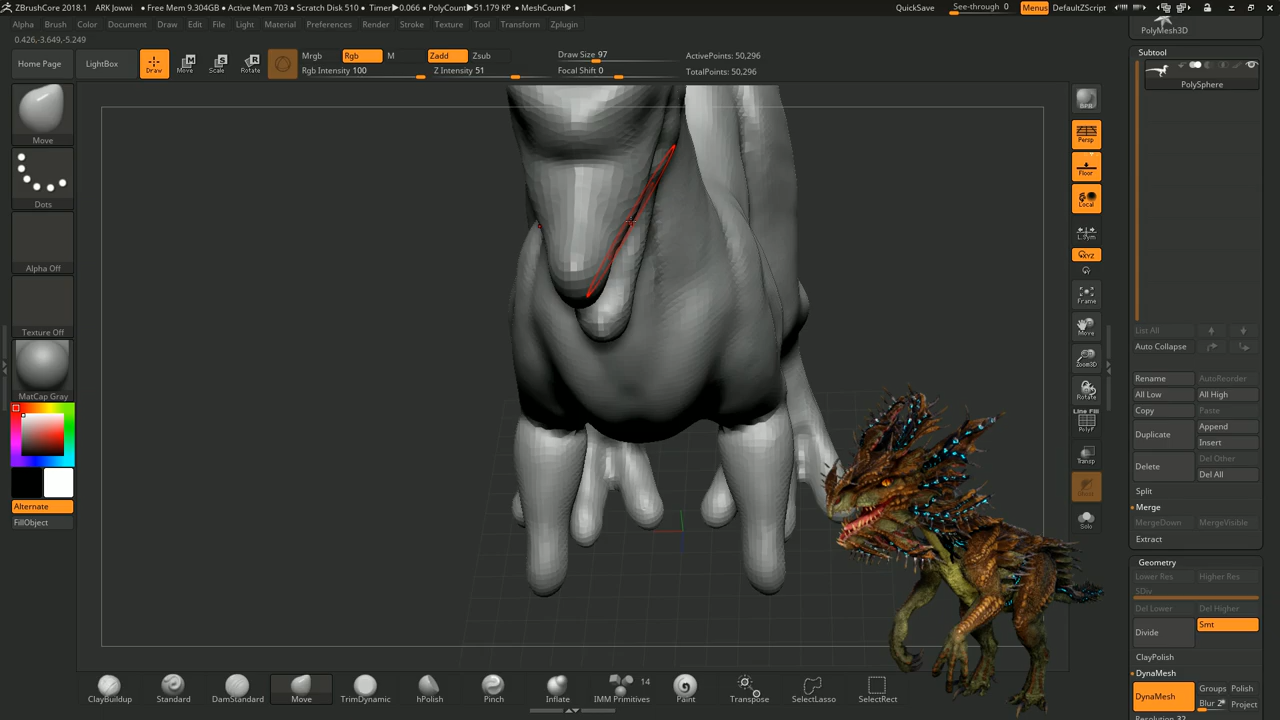 ZBrushCore 2018.1 ARK Jowwi • Free Mem 9.304GB • Active Mem 703 • Scratch Disk 510 • Timer▶0.066 • PolyCount▶51.179 KP • MeshCount▶1 QuickSave See-through 0 Menus DefaultZScript
Alpha Brush Color Document Edit File Light Material Movie Picker Preferences Render Stroke Texture Tool Transform Zplugin
PolyMesh3D
0.426,-3.649,-5.249
Subtool
Home Page LightBox Draw Move Scale Rotate
Mrgb Rgb M Zadd Zsub
Rgb Intensity 100 Z Intensity 51
Draw Size 97
Focal Shift 0
ActivePoints: 50,296
TotalPoints: 50,296
PolySphere
Move
Dots
Alpha Off
Texture Off
MatCap Gray
Alternate
FillObject
BPR
Persp
Floor
Local
L.Sym
XYZ
Frame
Move
Zoom3D
Rotate
Line Fill
PolyF
Transp
Ghost
Solo
List All
Auto Collapse
Rename AutoReorder
All Low All High
Copy Paste
Duplicate Append
Insert
Delete Del Other
Del All
Split
Merge
MergeDown MergeVisible
Extract
Geometry
Lower Res Higher Res
SDiv
Del Lower Del Higher
Divide Smt
ClayPolish
DynaMesh
DynaMesh Groups Polish
Blur 2 Project
Resolution 32
ClayBuildup Standard DamStandard Move TrimDynamic hPolish Pinch Inflate IMM Primitives 14 Paint Transpose SelectLasso SelectRect